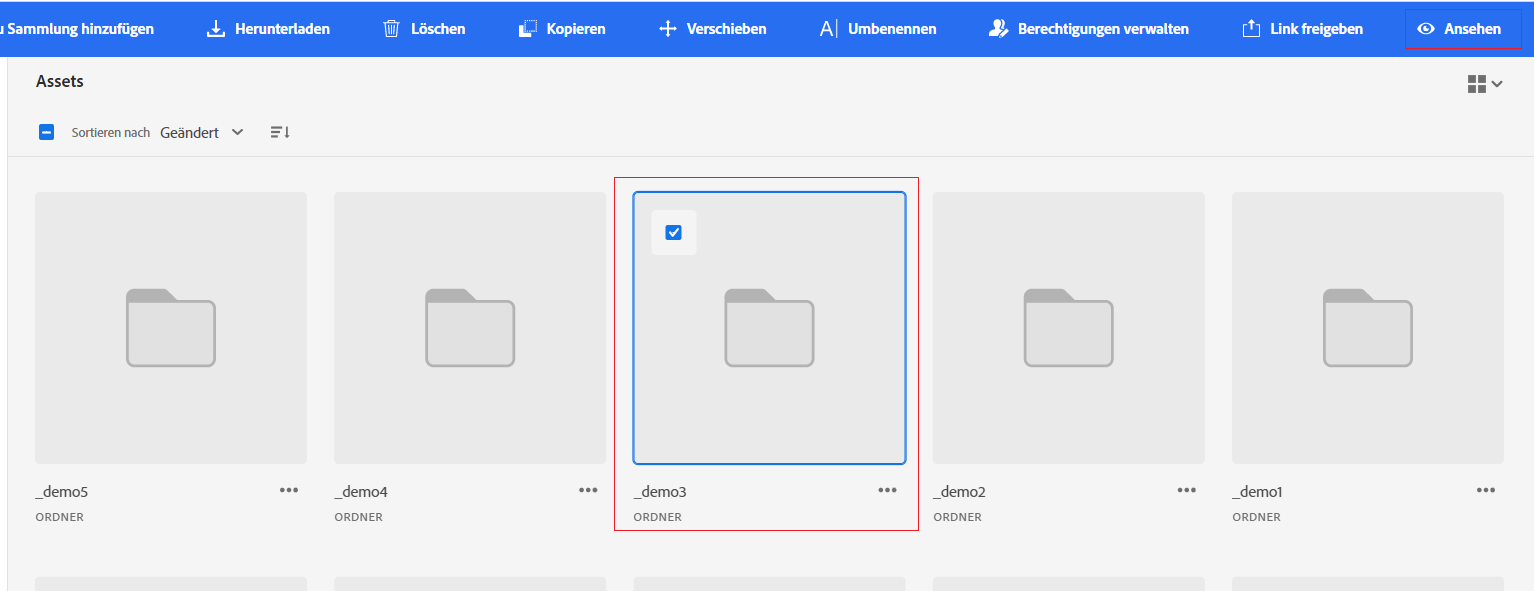 u Sammlung hinzufügen Herunterladen Löschen Kopieren Verschieben Umbenennen Berechtigungen verwalten Link freigeben Ansehen
Assets
Sortieren nach Geändert
_demo5 _demo4 _demo3 _demo2 _demo1
ORDNER ORDNER ORDNER ORDNER ORDNER